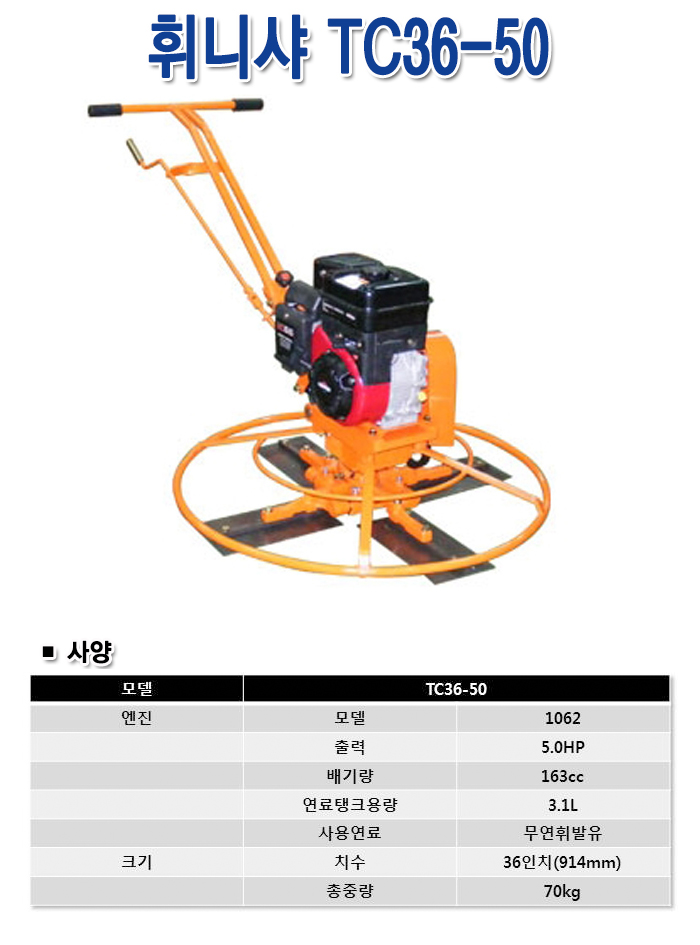 휘니샤 TC36-50
■ 사양
모델 TC36-50
엔진 모델 1062
출력 5.0HP
배기량 163cc
연료탱크용량 3.1L
사용연료 무연휘발유
크기 치수 36인치(914mm)
총중량 70kg